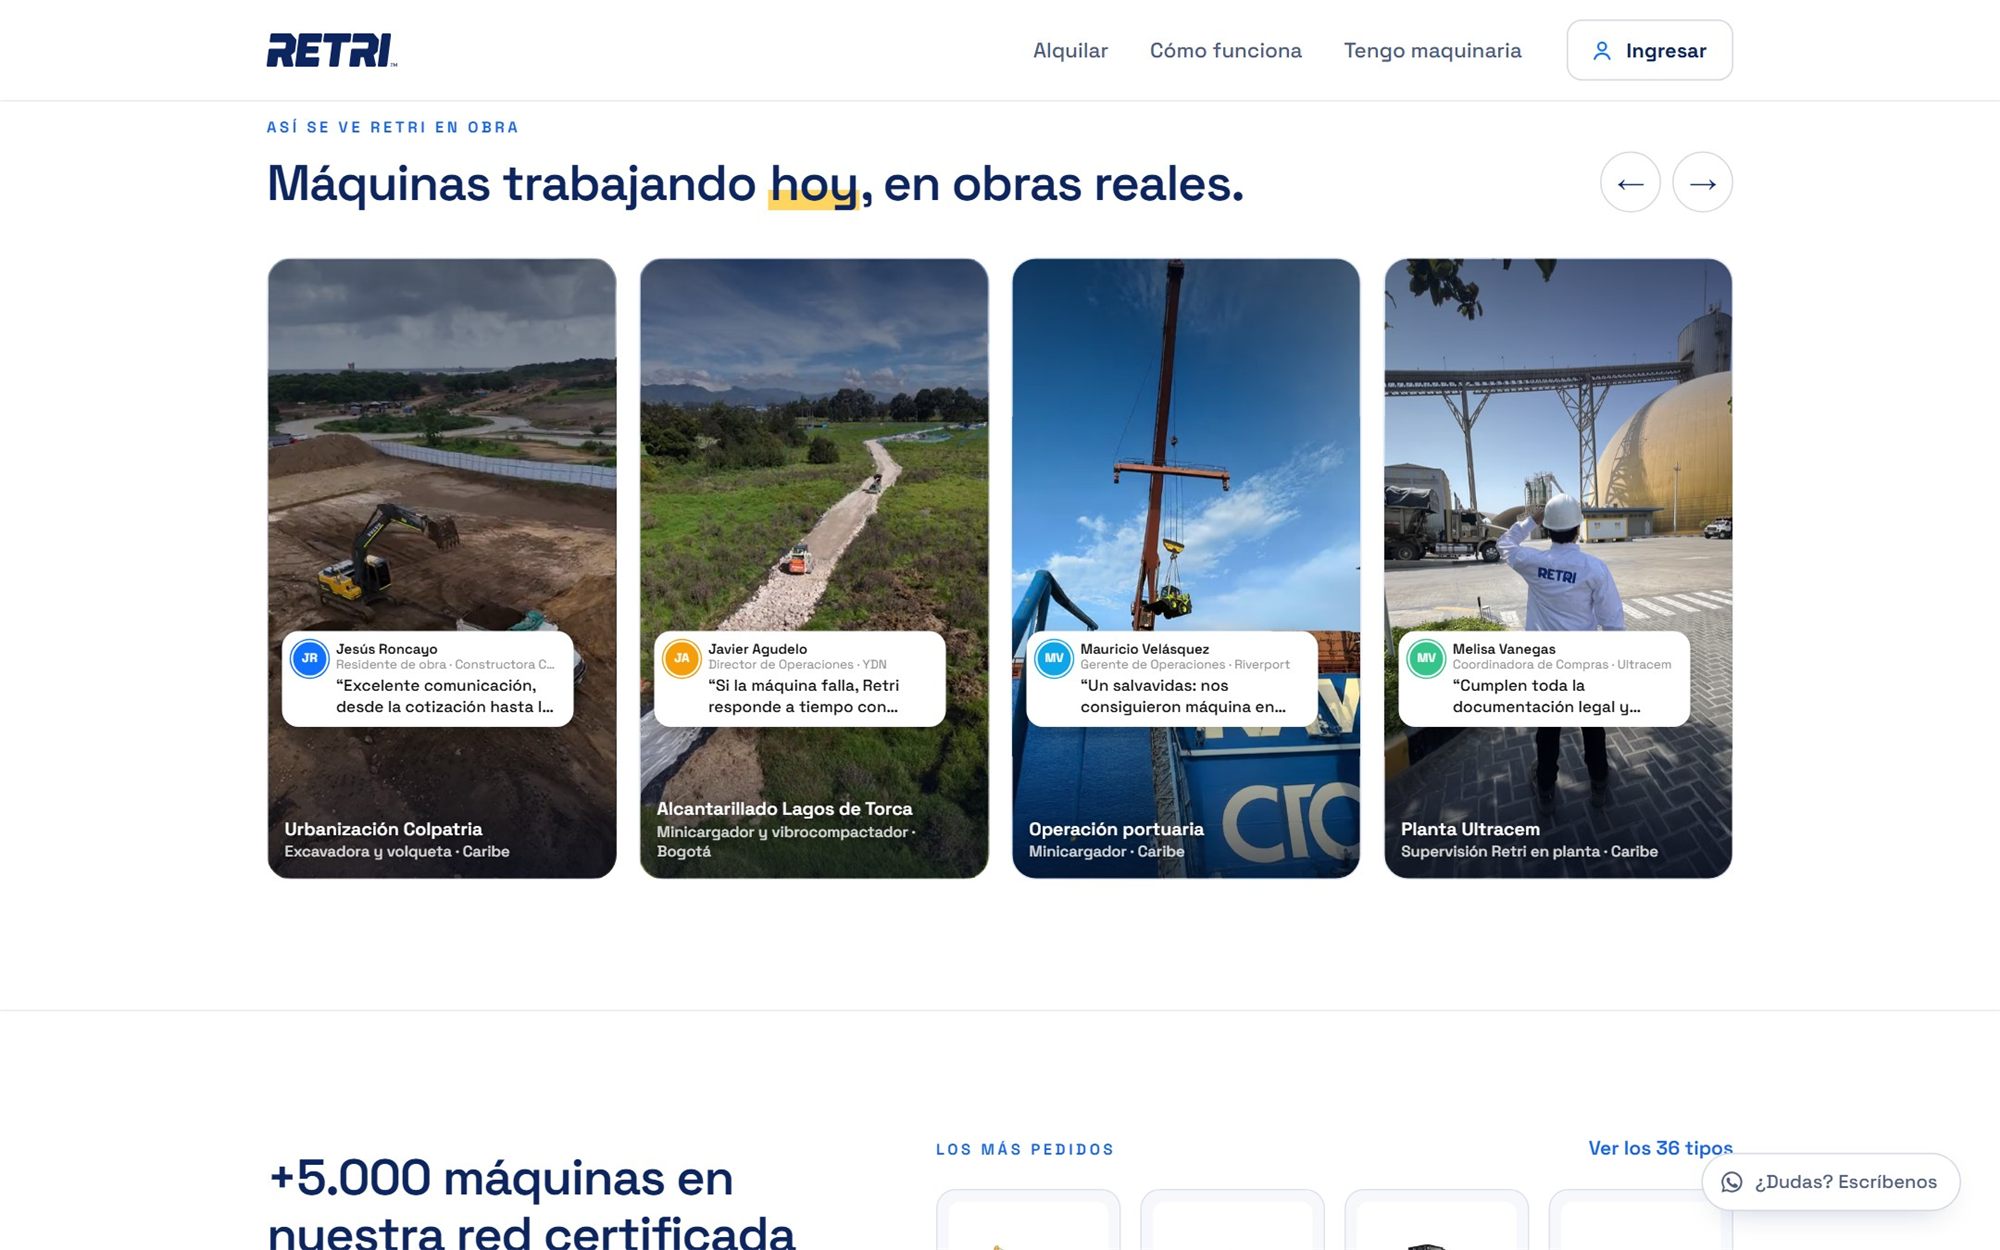 RETRI™
Alquilar
Cómo funciona
Tengo maquinaria
Ingresar
ASÍ SE VE RETRI EN OBRA
Máquinas trabajando hoy, en obras reales.
← →
JR
Jesús Roncayo
Residente de obra · Constructora C...
“Excelente comunicación,
desde la cotización hasta l...
Urbanización Colpatria
Excavadora y volqueta · Caribe
JA
Javier Agudelo
Director de Operaciones · YDN
“Si la máquina falla, Retri
responde a tiempo con...
Alcantarillado Lagos de Torca
Minicargador y vibrocompactador ·
Bogotá
MV
Mauricio Velásquez
Gerente de Operaciones · Riverport
“Un salvavidas: nos
consiguieron máquina en...
Operación portuaria
Minicargador · Caribe
RETRI
MV
Melisa Vanegas
Coordinadora de Compras · Ultracem
“Cumplen toda la
documentación legal y...
Planta Ultracem
Supervisión Retri en planta · Caribe
+5.000 máquinas en
nuestra red certificada
LOS MÁS PEDIDOS
Ver los 36 tipos
¿Dudas? Escríbenos